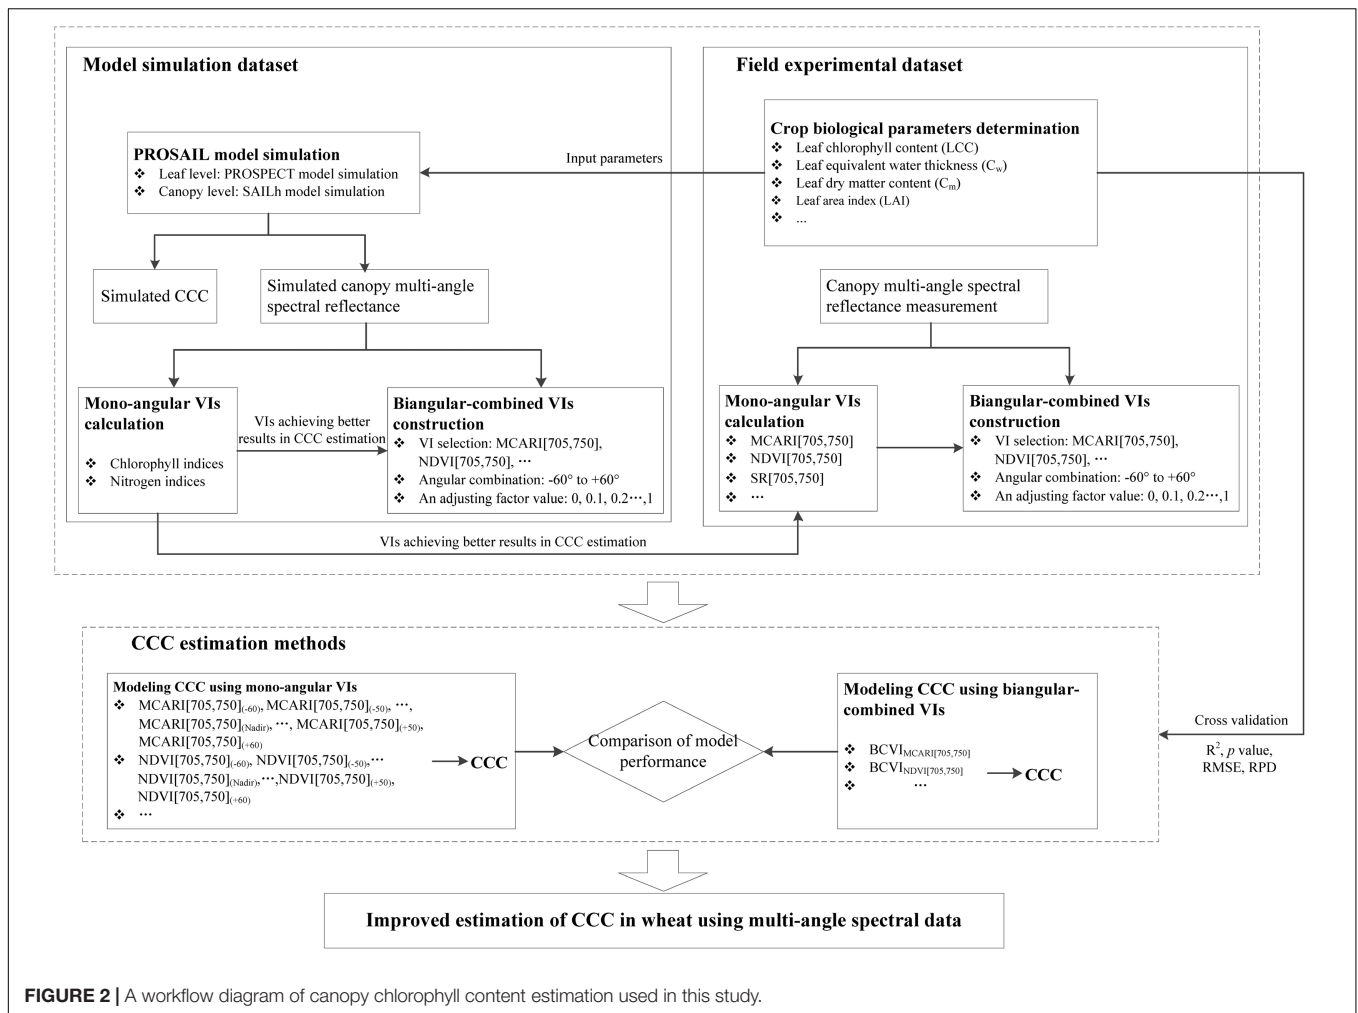 Model simulation dataset
PROSAIL model simulation
❖ Leaf level: PROSPECT model simulation
❖ Canopy level: SAILh model simulation
Simulated CCC
Simulated canopy multi-angle
spectral reflectance
Mono-angular VIs
calculation
❖ Chlorophyll indices
❖ Nitrogen indices
VIs achieving better
results in CCC estimation
Biangular-combined VIs
construction
❖ VI selection: MCARI[705,750],
NDVI[705,750], ⋯
❖ Angular combination: -60° to +60°
❖ An adjusting factor value: 0, 0.1, 0.2⋯,1
VIs achieving better results in CCC estimation
Input parameters
Field experimental dataset
Crop biological parameters determination
❖ Leaf chlorophyll content (LCC)
❖ Leaf equivalent water thickness (Cw)
❖ Leaf dry matter content (Cm)
❖ Leaf area index (LAI)
❖ ...
Canopy multi-angle spectral
reflectance measurement
Mono-angular VIs
calculation
❖ MCARI[705,750]
❖ NDVI[705,750]
❖ SR[705,750]
❖ ⋯
Biangular-combined VIs
construction
❖ VI selection: MCARI[705,750],
NDVI[705,750], ⋯
❖ Angular combination: -60° to +60°
❖ An adjusting factor value: 0, 0.1, 0.2⋯,1
CCC estimation methods
Modeling CCC using mono-angular VIs
❖ MCARI[705,750](-60), MCARI[705,750](-50), ⋯,
MCARI[705,750](Nadir), ⋯, MCARI[705,750](+50),
MCARI[705,750](+60)
❖ NDVI[705,750](-60), NDVI[705,750](-50),⋯
NDVI[705,750](Nadir),⋯,NDVI[705,750](+50),
NDVI[705,750](+60)
❖ ⋯
CCC
Comparison of model
performance
Modeling CCC using biangular-
combined VIs
❖ BCVIMCARI[705,750]
❖ BCVINDVI[705,750]
❖ ⋯
CCC
Cross validation
R², p value,
RMSE, RPD
Improved estimation of CCC in wheat using multi-angle spectral data
FIGURE 2 | A workflow diagram of canopy chlorophyll content estimation used in this study.